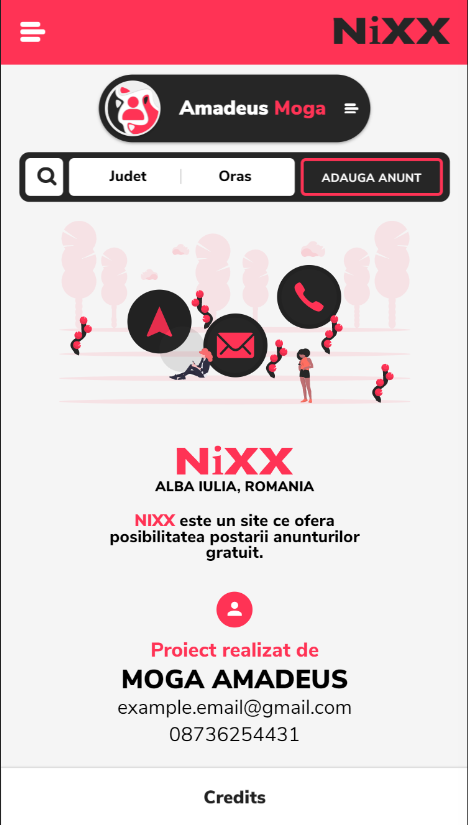 NiXX
Amadeus Moga
Judet
Oras
ADAUGA ANUNT
NiXX
ALBA IULIA, ROMANIA
NIXX este un site ce ofera
posibilitatea postarii anunturilor
gratuit.
Proiect realizat de
MOGA AMADEUS
example.email@gmail.com
08736254431
Credits